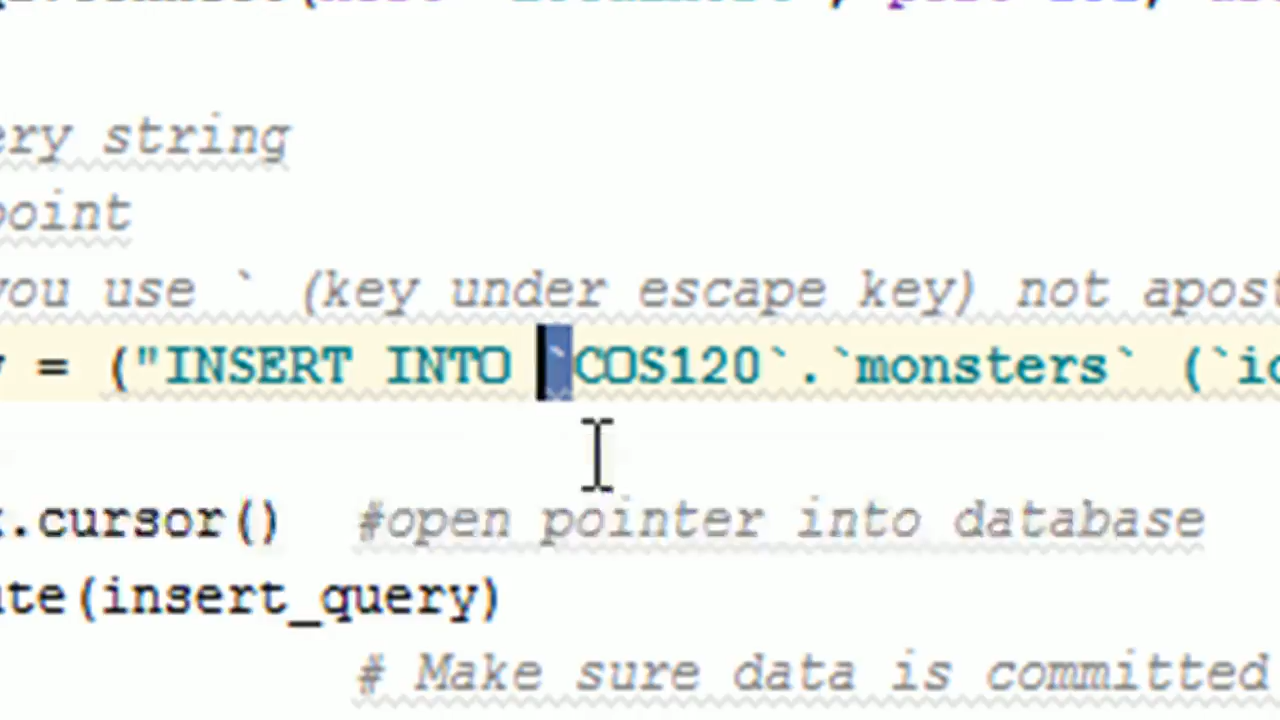 ery string
point
you use ` (key under escape key) not apost
= ("INSERT INTO `COS120`.`monsters` (`id
.cursor() #open pointer into database
ute(insert_query)
# Make sure data is committed